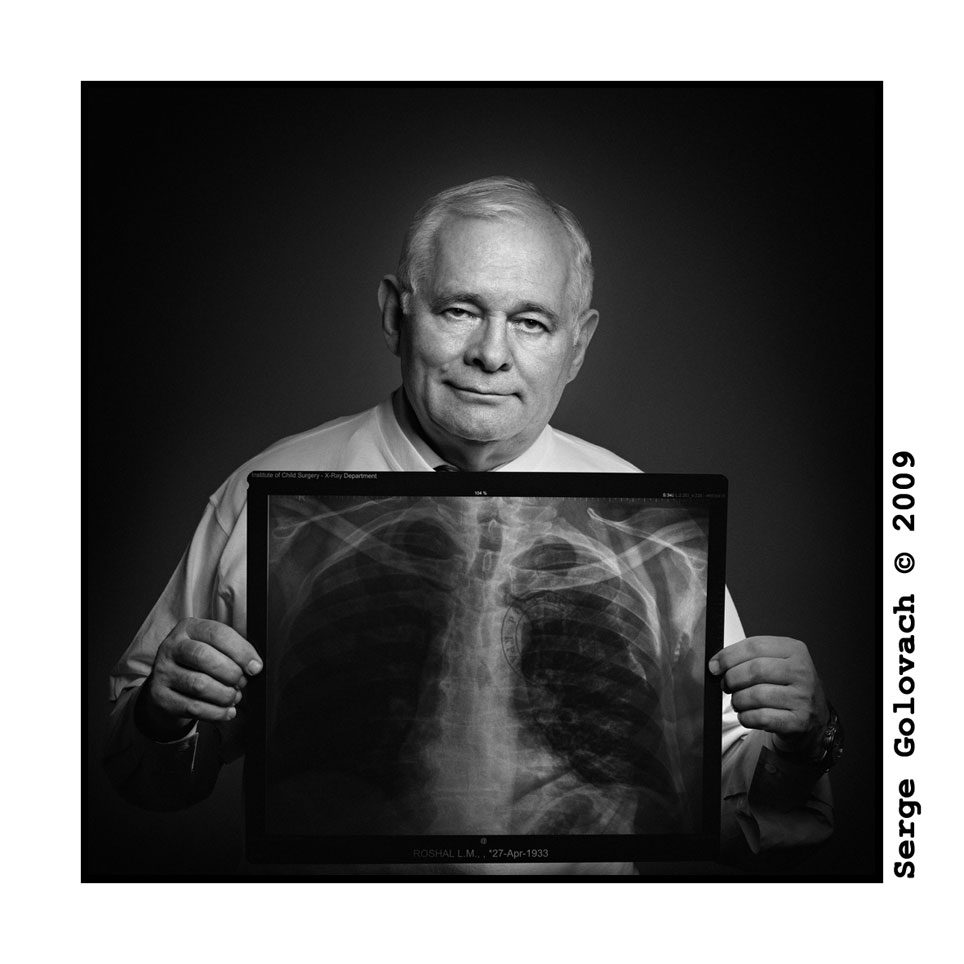 Institute of Child Surgery - X-Ray Department
104 %
ROSHAL L.M., , *27-Apr-1933
Serge Golovach © 2009